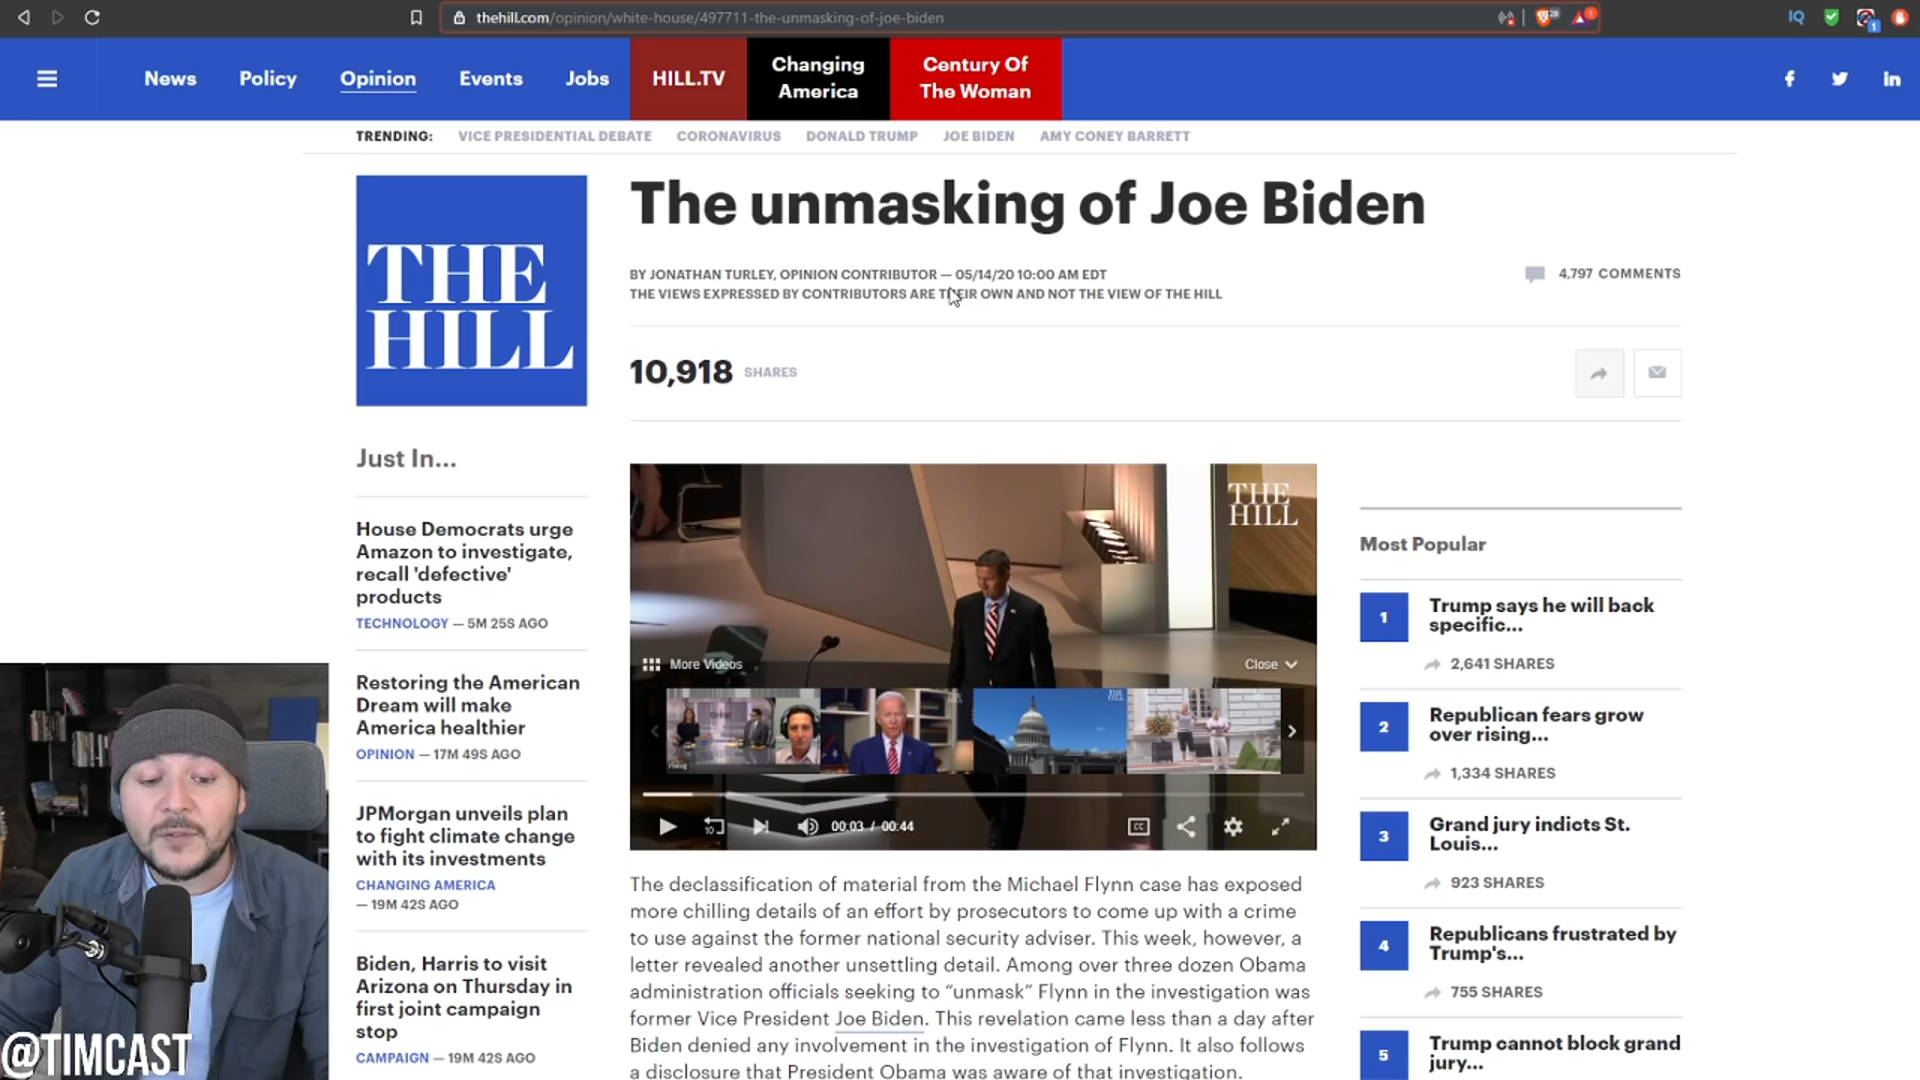 thehill.com/opinion/white-house/497711-the-unmasking-of-joe-biden
28
1
IQ
1
News
Policy
Opinion
Events
Jobs
HILL.TV
Changing
America
Century Of
The Woman
TRENDING:
VICE PRESIDENTIAL DEBATE
CORONAVIRUS
DONALD TRUMP
JOE BIDEN
AMY CONEY BARRETT
THE
HILL
The unmasking of Joe Biden
BY JONATHAN TURLEY, OPINION CONTRIBUTOR — 05/14/20 10:00 AM EDT
THE VIEWS EXPRESSED BY CONTRIBUTORS ARE THEIR OWN AND NOT THE VIEW OF THE HILL
4,797 COMMENTS
10,918 SHARES
Just In...
House Democrats urge
Amazon to investigate,
recall 'defective'
products
TECHNOLOGY — 5M 25S AGO
Restoring the American
Dream will make
America healthier
OPINION — 17M 49S AGO
JPMorgan unveils plan
to fight climate change
with its investments
CHANGING AMERICA
— 19M 42S AGO
Biden, Harris to visit
Arizona on Thursday in
first joint campaign
stop
CAMPAIGN — 19M 42S AGO
THE
HILL
More Videos
Close
10
00:03 / 00:44
CC
The declassification of material from the Michael Flynn case has exposed
more chilling details of an effort by prosecutors to come up with a crime
to use against the former national security adviser. This week, however, a
letter revealed another unsettling detail. Among over three dozen Obama
administration officials seeking to “unmask” Flynn in the investigation was
former Vice President Joe Biden. This revelation came less than a day after
Biden denied any involvement in the investigation of Flynn. It also follows
a disclosure that President Obama was aware of that investigation.
Most Popular
1
Trump says he will back
specific...
2,641 SHARES
2
Republican fears grow
over rising...
1,334 SHARES
3
Grand jury indicts St.
Louis...
923 SHARES
4
Republicans frustrated by
Trump's...
755 SHARES
5
Trump cannot block grand
jury...
@TIMCAST